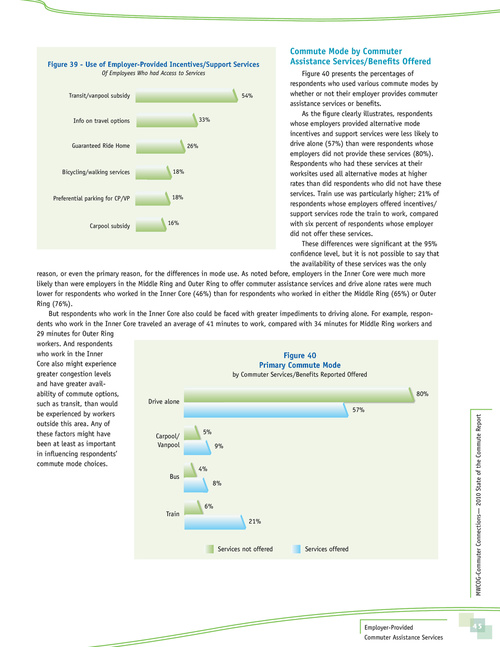 Figure 39 - Use of Employer-Provided Incentives/Support Services
Of Employees Who had Access to Services
Transit/vanpool subsidy 54%
Info on travel options 33%
Guaranteed Ride Home 26%
Bicycling/walking services 18%
Preferential parking for CP/VP 18%
Carpool subsidy 16%
Commute Mode by Commuter
Assistance Services/Benefits Offered
Figure 40 presents the percentages of
respondents who used various commute modes by
whether or not their employer provides commuter
assistance services or benefits.
As the figure clearly illustrates, respondents
whose employers provided alternative mode
incentives and support services were less likely to
drive alone (57%) than were respondents whose
employers did not provide these services (80%).
Respondents who had these services at their
worksites used all alternative modes at higher
rates than did respondents who did not have these
services. Train use was particularly higher; 21% of
respondents whose employers offered incentives/
support services rode the train to work, compared
with six percent of respondents whose employer
did not offer these services.
These differences were significant at the 95%
confidence level, but it is not possible to say that
the availability of these services was the only
reason, or even the primary reason, for the differences in mode use. As noted before, employers in the Inner Core were much more
likely than were employers in the Middle Ring and Outer Ring to offer commuter assistance services and drive alone rates were much
lower for respondents who worked in the Inner Core (46%) than for respondents who worked in either the Middle Ring (65%) or Outer
Ring (76%).
But respondents who work in the Inner Core also could be faced with greater impediments to driving alone. For example, respon-
dents who work in the Inner Core traveled an average of 41 minutes to work, compared with 34 minutes for Middle Ring workers and
29 minutes for Outer Ring
workers. And respondents
who work in the Inner
Core also might experience
greater congestion levels
and have greater avail-
ability of commute options,
such as transit, than would
be experienced by workers
outside this area. Any of
these factors might have
been at least as important
in influencing respondents'
commute mode choices.
Figure 40
Primary Commute Mode
by Commuter Services/Benefits Reported Offered
Drive alone 80%
57%
Carpool/
Vanpool
5%
9%
Bus 4%
8%
Train 6%
21%
Services not offered Services offered
MWCOG-Commuter Connections— 2010 State of the Commute Report
Employer-Provided
Commuter Assistance Services
45